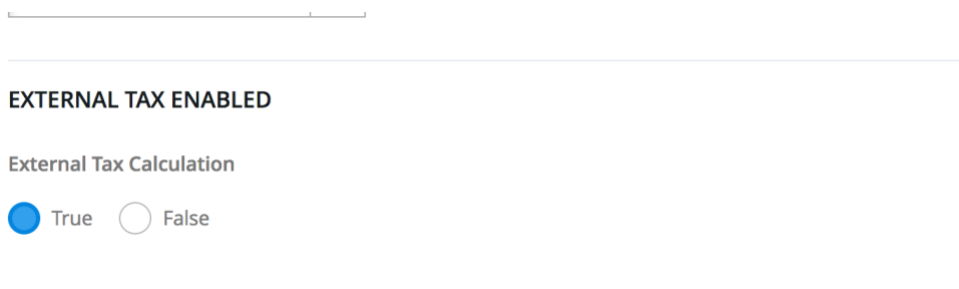 EXTERNAL TAX ENABLED
External Tax Calculation
True False